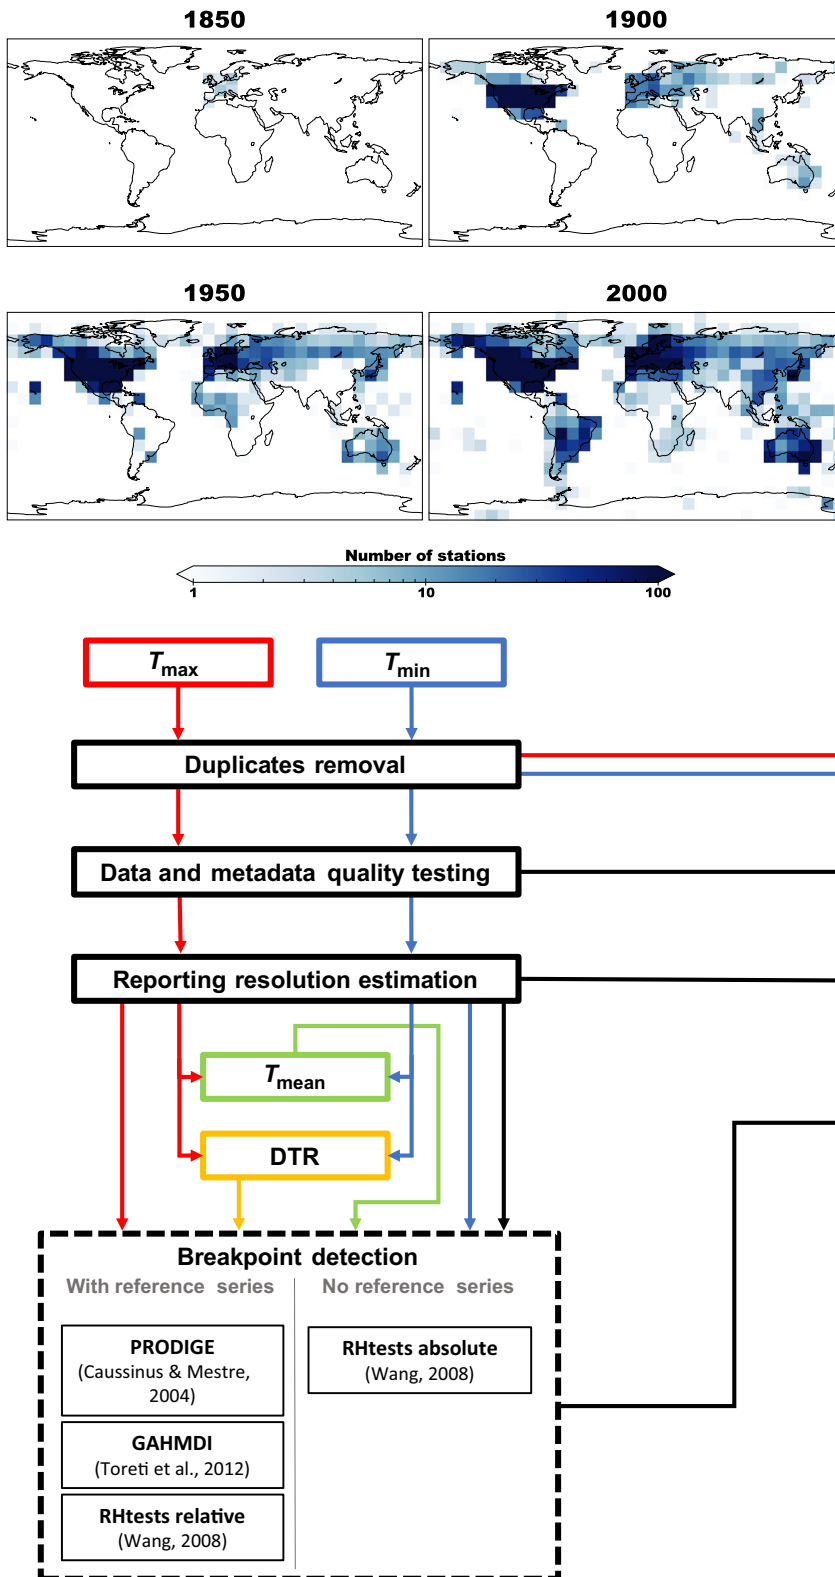 1850
1900
1950
2000
Number of stations
1
10
100
Tmax
Tmin
Duplicates removal
Data and metadata quality testing
Reporting resolution estimation
Tmean
DTR
Breakpoint detection
With reference series
No reference series
PRODIGE
(Caussinus & Mestre,
2004)
GAHMDI
(Toreti et al., 2012)
RHtests relative
(Wang, 2008)
RHtests absolute
(Wang, 2008)